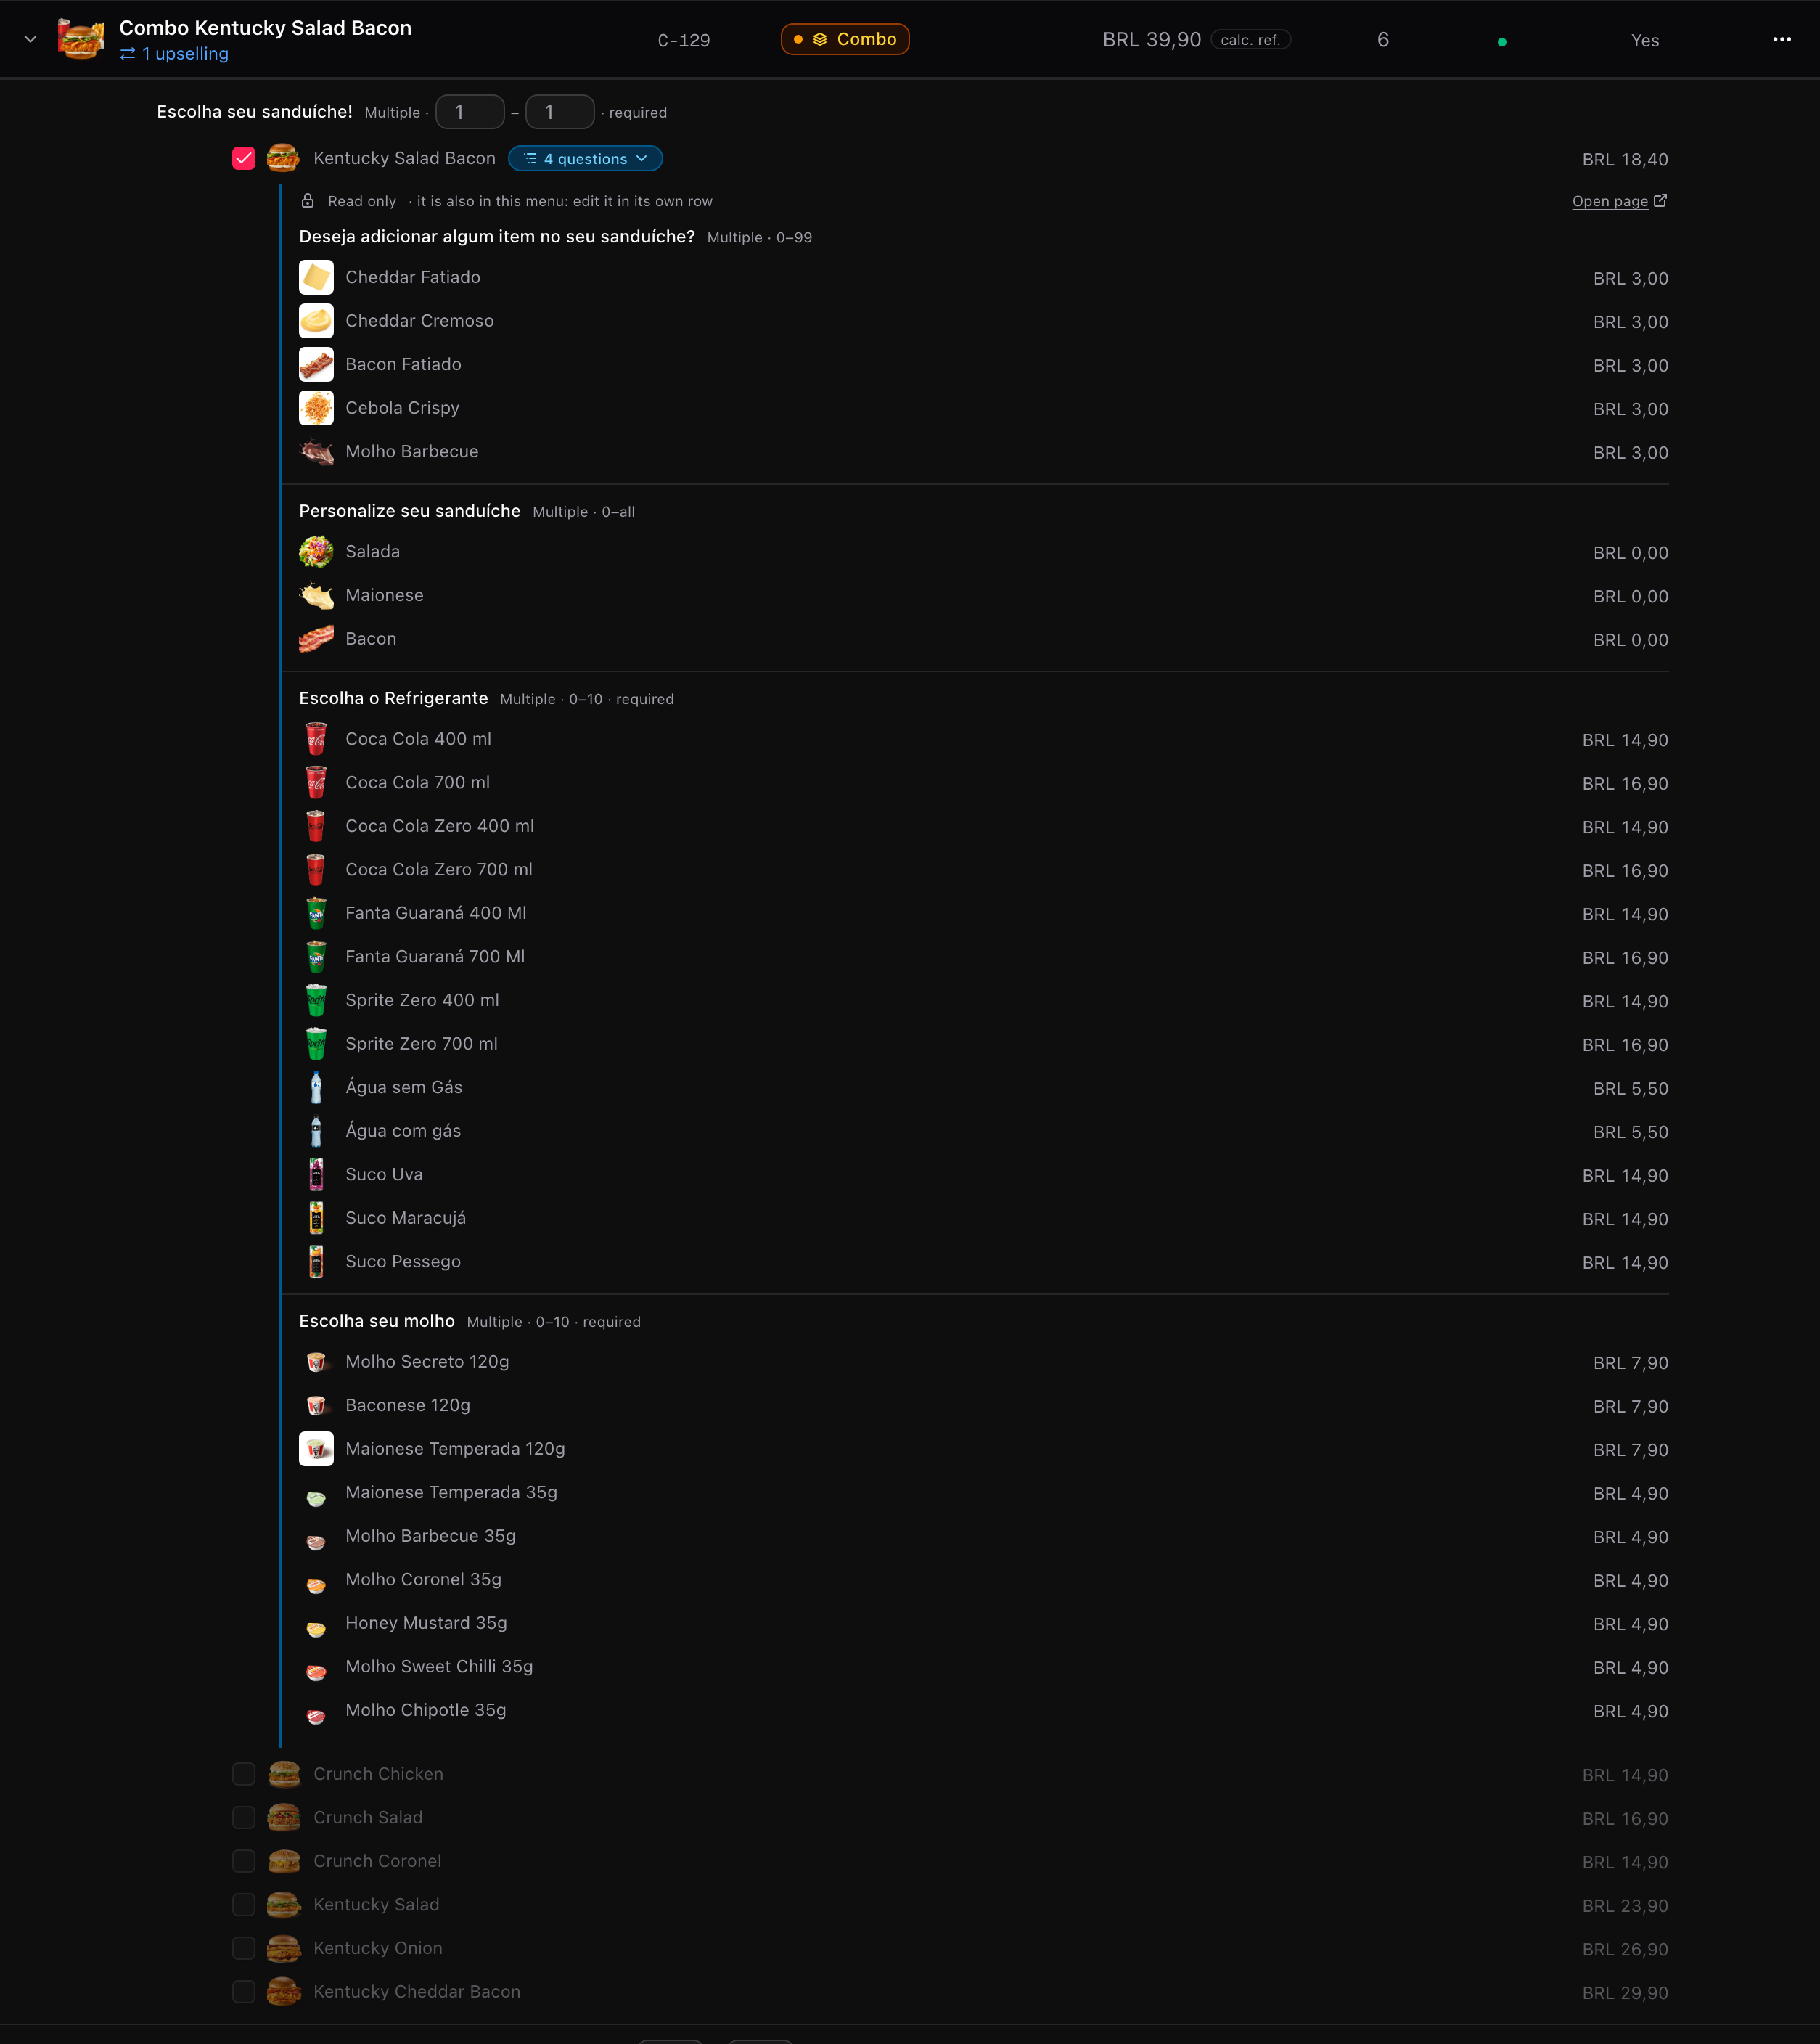 Combo Kentucky Salad Bacon
1 upselling
C-129
Combo
BRL 39,90 calc. ref.
6
Yes
Escolha seu sanduíche! Multiple · 1 – 1 · required
Kentucky Salad Bacon 4 questions BRL 18,40
Read only · it is also in this menu: edit it in its own row Open page
Deseja adicionar algum item no seu sanduíche? Multiple · 0–99
Cheddar Fatiado BRL 3,00
Cheddar Cremoso BRL 3,00
Bacon Fatiado BRL 3,00
Cebola Crispy BRL 3,00
Molho Barbecue BRL 3,00
Personalize seu sanduíche Multiple · 0–all
Salada BRL 0,00
Maionese BRL 0,00
Bacon BRL 0,00
Escolha o Refrigerante Multiple · 0–10 · required
Coca Cola 400 ml BRL 14,90
Coca Cola 700 ml BRL 16,90
Coca Cola Zero 400 ml BRL 14,90
Coca Cola Zero 700 ml BRL 16,90
Fanta Guaraná 400 Ml BRL 14,90
Fanta Guaraná 700 Ml BRL 16,90
Sprite Zero 400 ml BRL 14,90
Sprite Zero 700 ml BRL 16,90
Água sem Gás BRL 5,50
Água com gás BRL 5,50
Suco Uva BRL 14,90
Suco Maracujá BRL 14,90
Suco Pessego BRL 14,90
Escolha seu molho Multiple · 0–10 · required
Molho Secreto 120g BRL 7,90
Baconese 120g BRL 7,90
Maionese Temperada 120g BRL 7,90
Maionese Temperada 35g BRL 4,90
Molho Barbecue 35g BRL 4,90
Molho Coronel 35g BRL 4,90
Honey Mustard 35g BRL 4,90
Molho Sweet Chilli 35g BRL 4,90
Molho Chipotle 35g BRL 4,90
Crunch Chicken BRL 14,90
Crunch Salad BRL 16,90
Crunch Coronel BRL 14,90
Kentucky Salad BRL 23,90
Kentucky Onion BRL 26,90
Kentucky Cheddar Bacon BRL 29,90